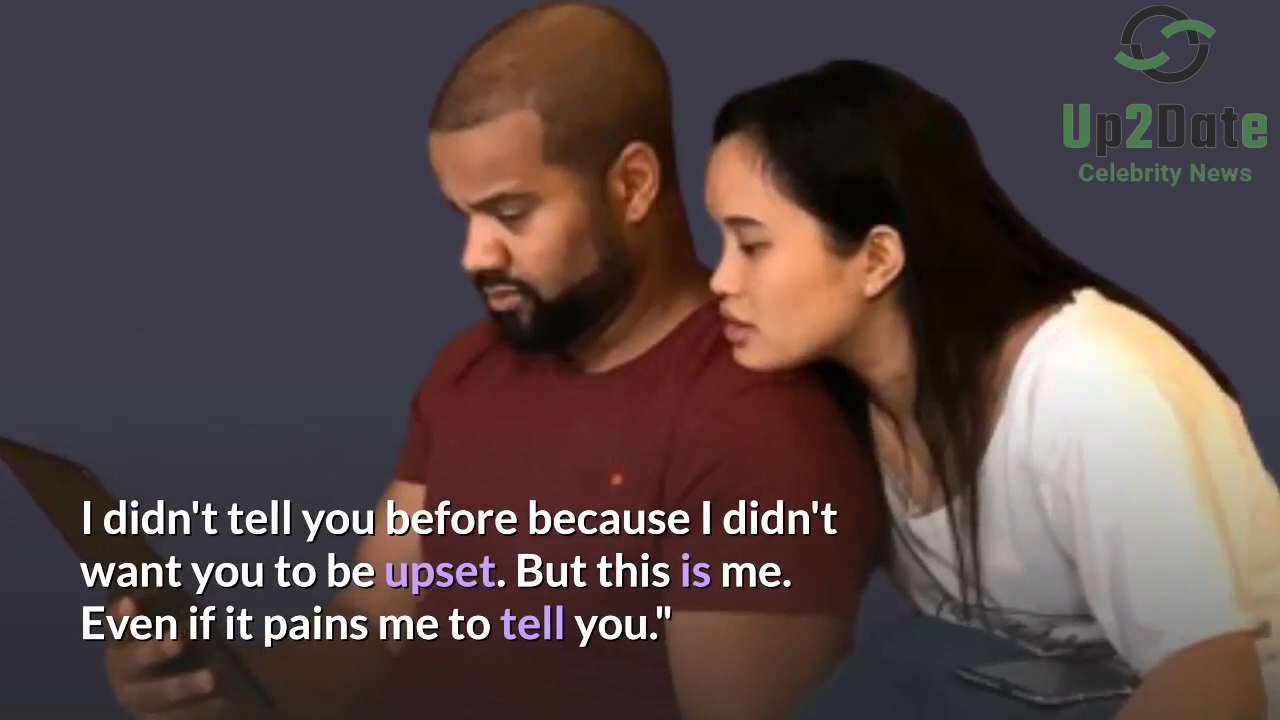 Up2Date
Celebrity News
I didn't tell you before because I didn't
want you to be upset. But this is me.
Even if it pains me to tell you."